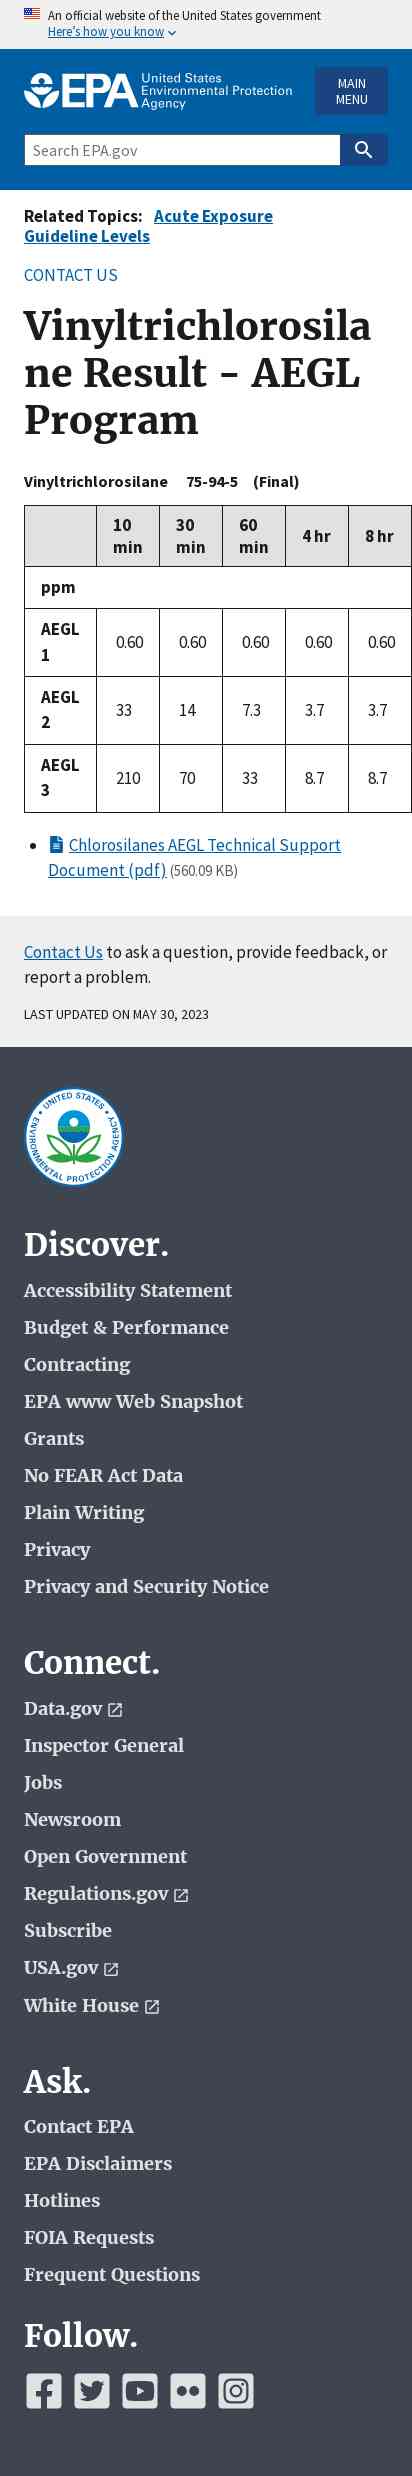 An official website of the United States government
Here's how you know
EPA United States
Environmental Protection
Agency
MAIN
MENU
Search EPA.gov
Related Topics: Acute Exposure
Guideline Levels
CONTACT US
Vinyltrichlorosila
ne Result - AEGL
Program
Vinyltrichlorosilane 75-94-5 (Final)
10 min 30 min 60 min 4 hr 8 hr
ppm
AEGL 1 0.60 0.60 0.60 0.60 0.60
AEGL 2 33 14 7.3 3.7 3.7
AEGL 3 210 70 33 8.7 8.7
Chlorosilanes AEGL Technical Support
Document (pdf) (560.09 KB)
Contact Us to ask a question, provide feedback, or
report a problem.
LAST UPDATED ON MAY 30, 2023
UNITED STATES
ENVIRONMENTAL PROTECTION AGENCY
Discover.
Accessibility Statement
Budget & Performance
Contracting
EPA www Web Snapshot
Grants
No FEAR Act Data
Plain Writing
Privacy
Privacy and Security Notice
Connect.
Data.gov
Inspector General
Jobs
Newsroom
Open Government
Regulations.gov
Subscribe
USA.gov
White House
Ask.
Contact EPA
EPA Disclaimers
Hotlines
FOIA Requests
Frequent Questions
Follow.